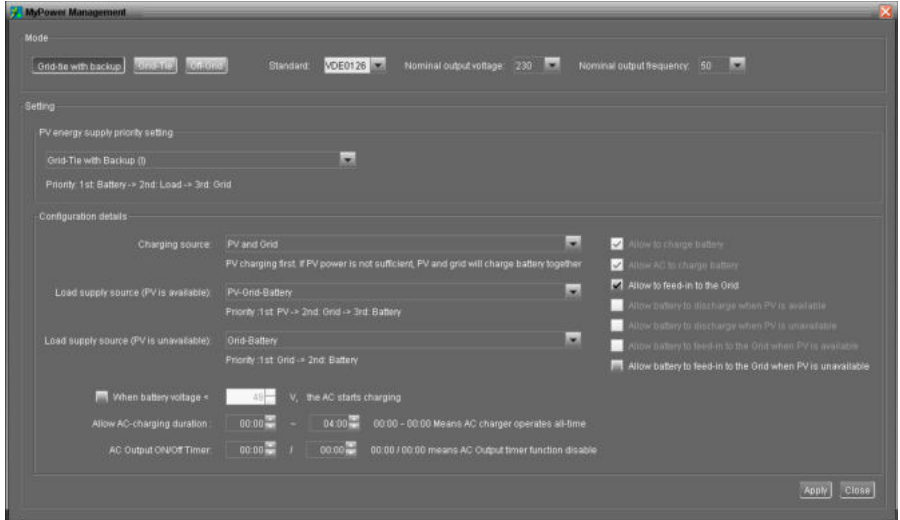 MyPower Management
Mode
Grid-tie with backup Grid-Tie Off-Grid Standard: VDE0126 Nominal output voltage: 230 Nominal output frequency: 50
Setting
PV energy supply priority setting
Grid-Tie with Backup (I)
Priority: 1st: Battery -> 2nd: Load -> 3rd: Grid
Configuration details
Charging source: PV and Grid
PV charging first. If PV power is not sufficient, PV and grid will charge battery together
Load supply source (PV is available): PV-Grid-Battery
Priority :1st: PV -> 2nd: Grid -> 3rd: Battery
Load supply source (PV is unavailable): Grid-Battery
Priority :1st: Grid -> 2nd: Battery
Allow to charge battery
Allow AC to charge battery
Allow to feed-in to the Grid
Allow battery to discharge when PV is available
Allow battery to discharge when PV is unavailable
Allow battery to feed-in to the Grid when PV is available
Allow battery to feed-in to the Grid when PV is unavailable
When battery voltage < 49 V, the AC starts charging
Allow AC-charging duration : 00:00 ~ 04:00 00:00 – 00:00 Means AC charger operates all-time
AC Output ON/Off Timer: 00:00 / 00:00 00:00 / 00:00 means AC Output timer function disable
Apply Close